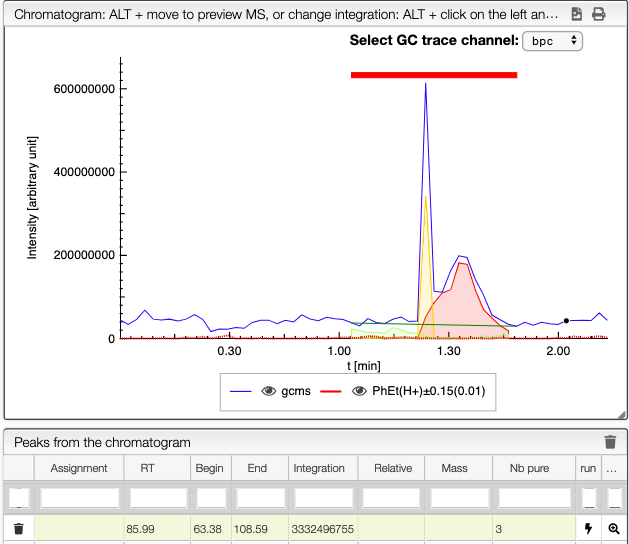 Chromatogram: ALT + move to preview MS, or change integration: ALT + click on the left an…
Select GC trace channel: bpc
600000000
400000000
200000000
0
Intensity [arbitrary unit]
0.30
1.00
1.30
2.00
t [min]
gcms
PhEt(H+)±0.15(0.01)
Peaks from the chromatogram
Assignment RT Begin End Integration Relative Mass Nb pure run ...
85.99 63.38 108.59 3332496755 3